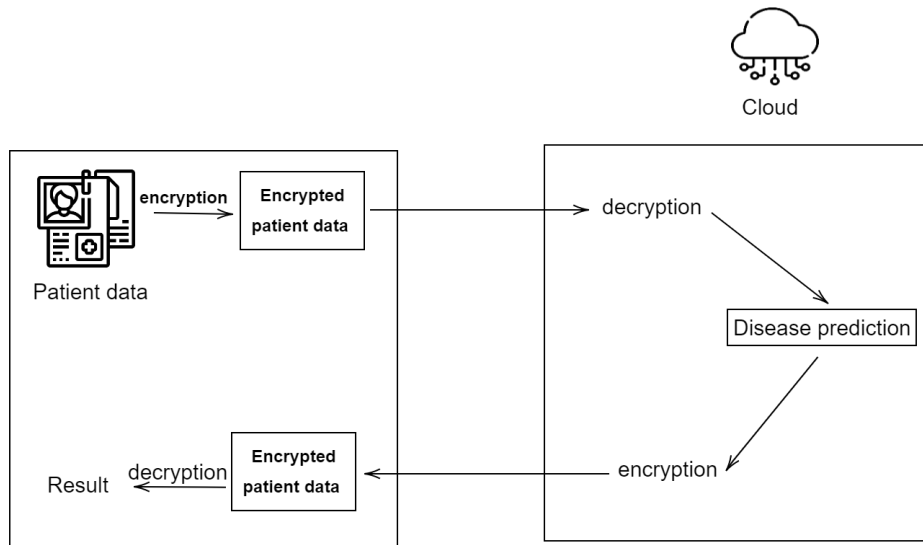 Cloud
encryption
Encrypted
patient data
Patient data
decryption
Disease prediction
encryption
Encrypted
patient data
decryption
Result